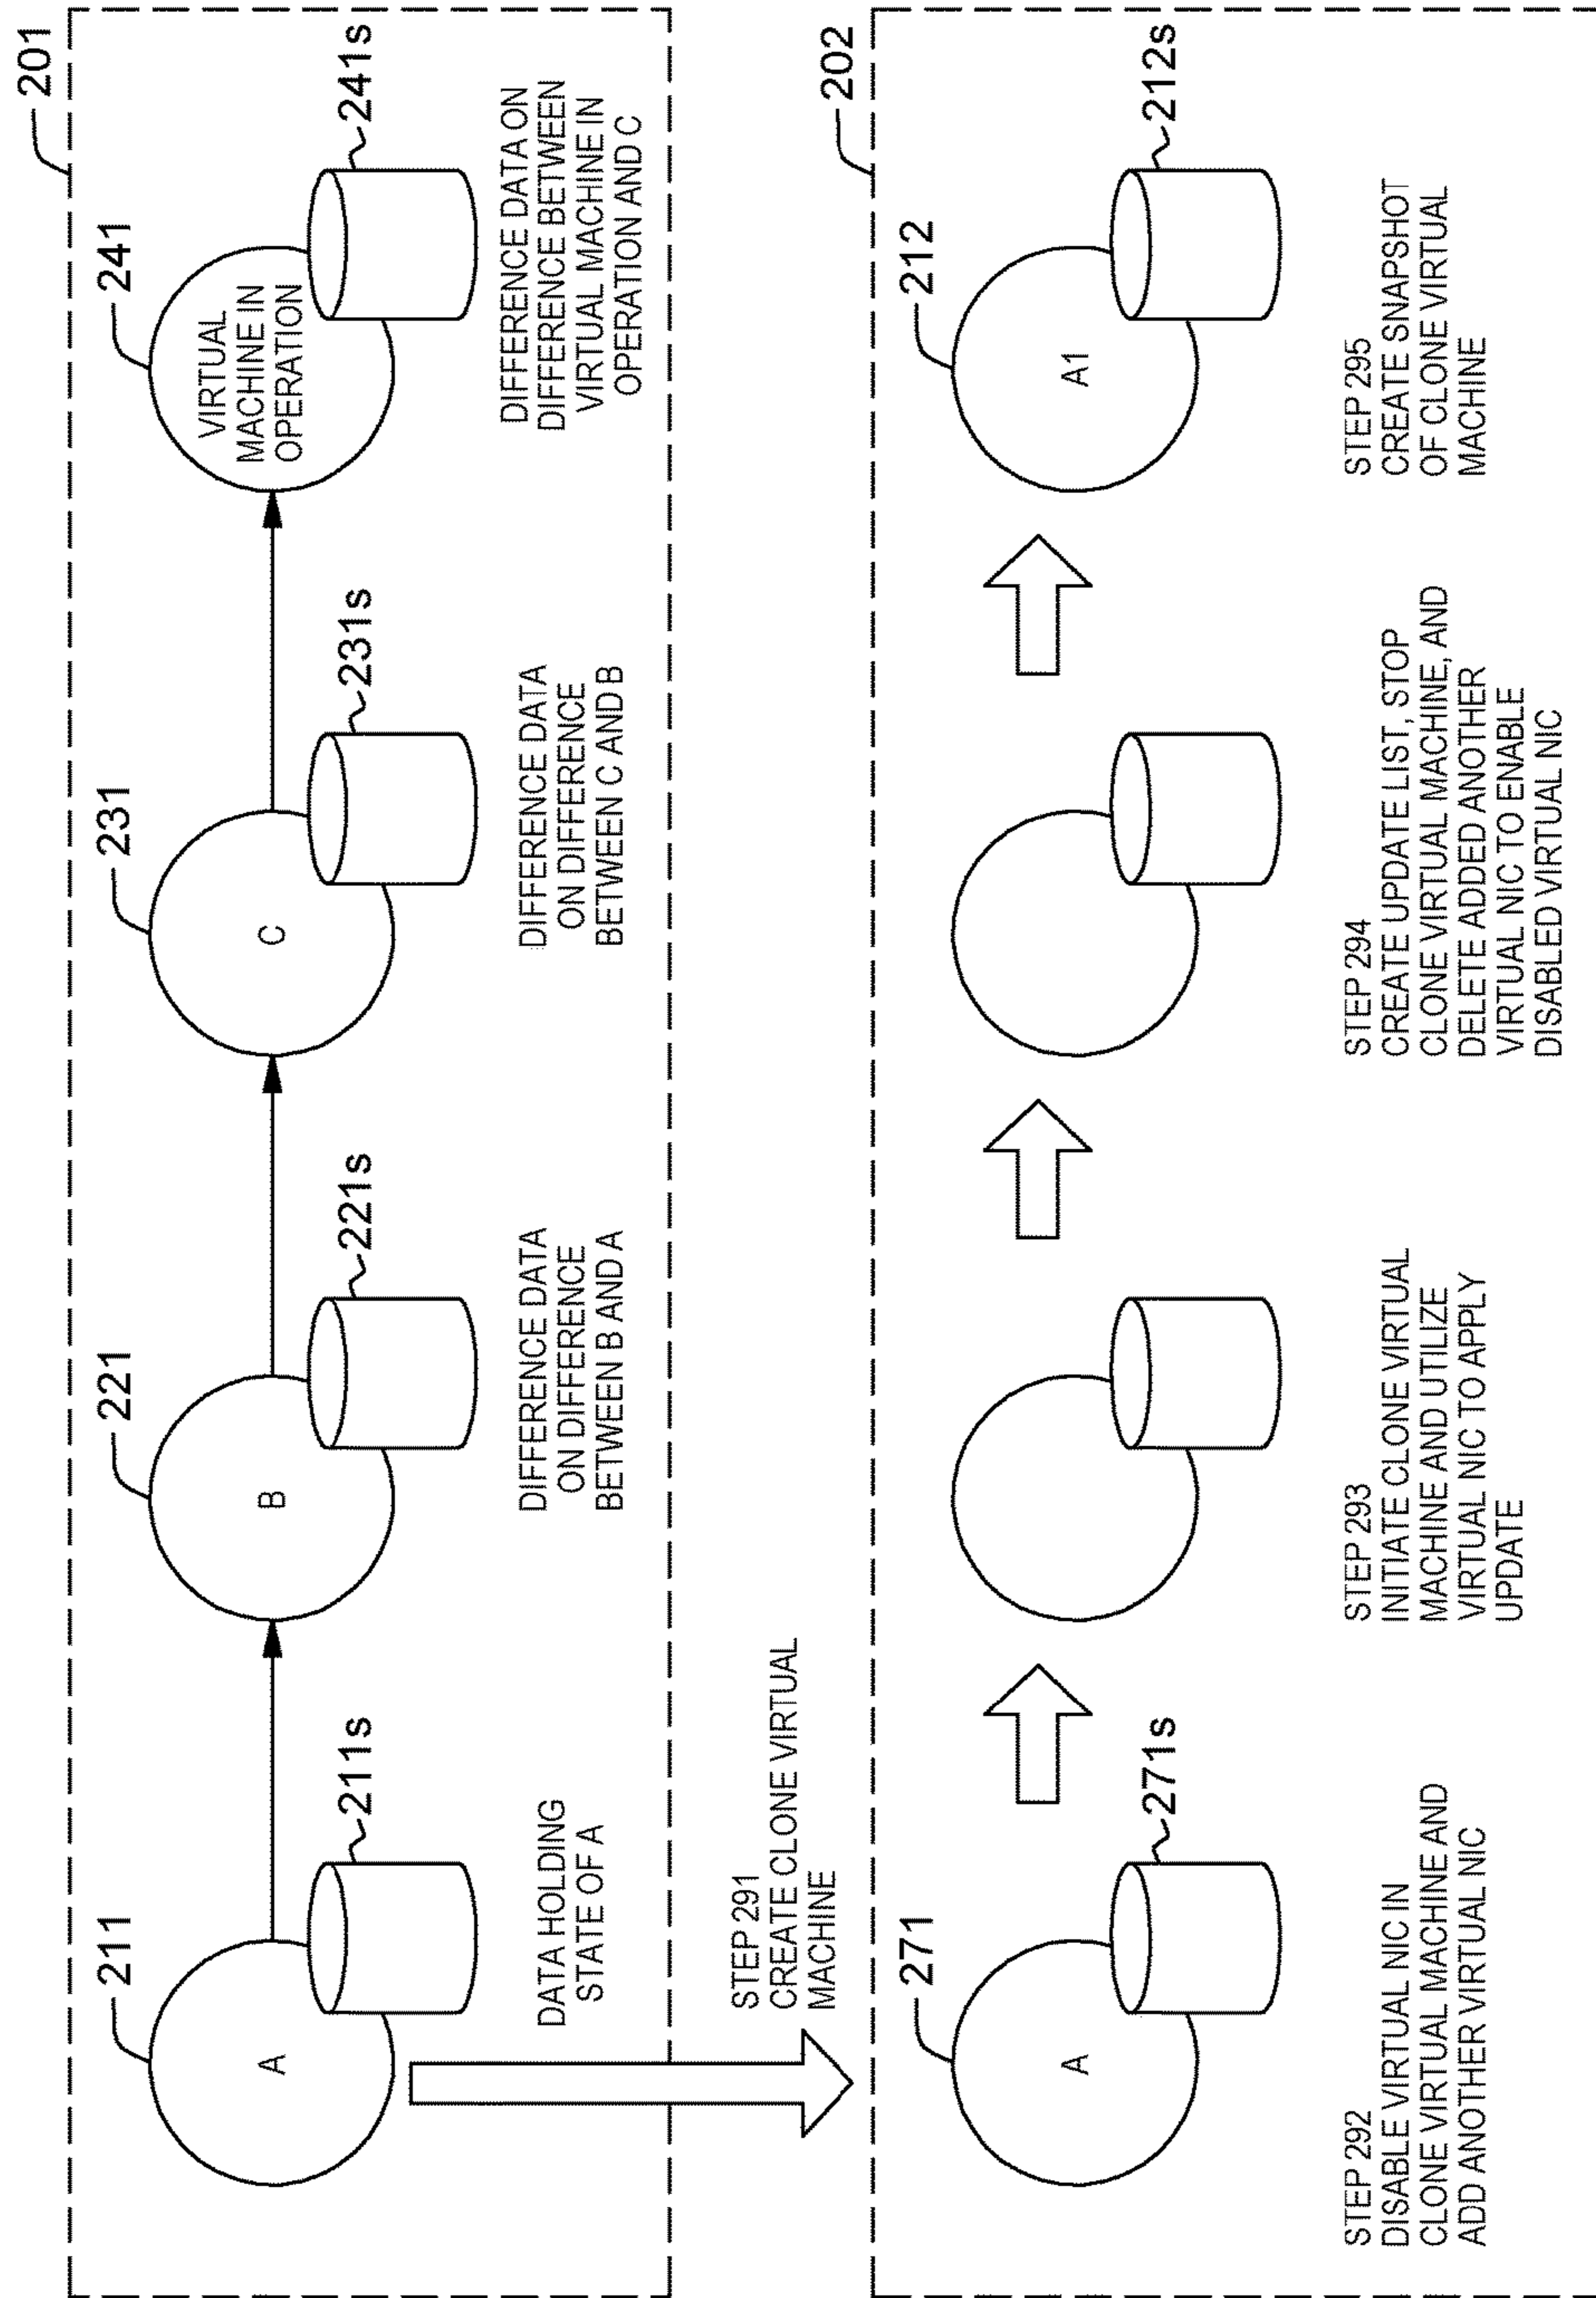 201
211
A
211s
DATA HOLDING
STATE OF A
221
B
221s
DIFFERENCE DATA
ON DIFFERENCE
BETWEEN B AND A
231
C
231s
DIFFERENCE DATA
ON DIFFERENCE
BETWEEN C AND B
241
VIRTUAL
MACHINE IN
OPERATION
241s
DIFFERENCE DATA ON
DIFFERENCE BETWEEN
VIRTUAL MACHINE IN
OPERATION AND C
STEP 291
CREATE CLONE VIRTUAL
MACHINE
202
271
A
271s
STEP 292
DISABLE VIRTUAL NIC IN
CLONE VIRTUAL MACHINE AND
ADD ANOTHER VIRTUAL NIC
STEP 293
INITIATE CLONE VIRTUAL
MACHINE AND UTILIZE
VIRTUAL NIC TO APPLY
UPDATE
STEP 294
CREATE UPDATE LIST, STOP
CLONE VIRTUAL MACHINE, AND
DELETE ADDED ANOTHER
VIRTUAL NIC TO ENABLE
DISABLED VIRTUAL NIC
212
A1
212s
STEP 295
CREATE SNAPSHOT
OF CLONE VIRTUAL
MACHINE